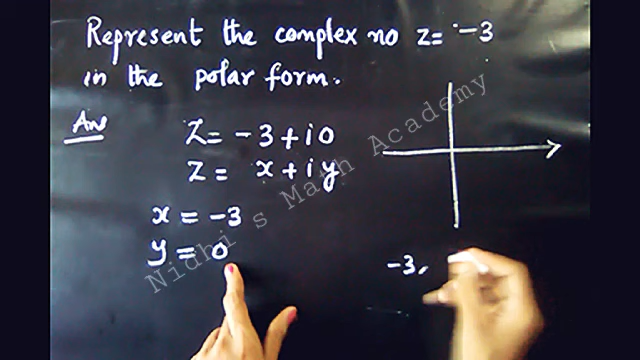 Represent the complex no z= -3
in the polar form.
Ans
Z= -3+i0
z = x+iy
x = -3
y = 0
-3,
Nidhi s Math Academy